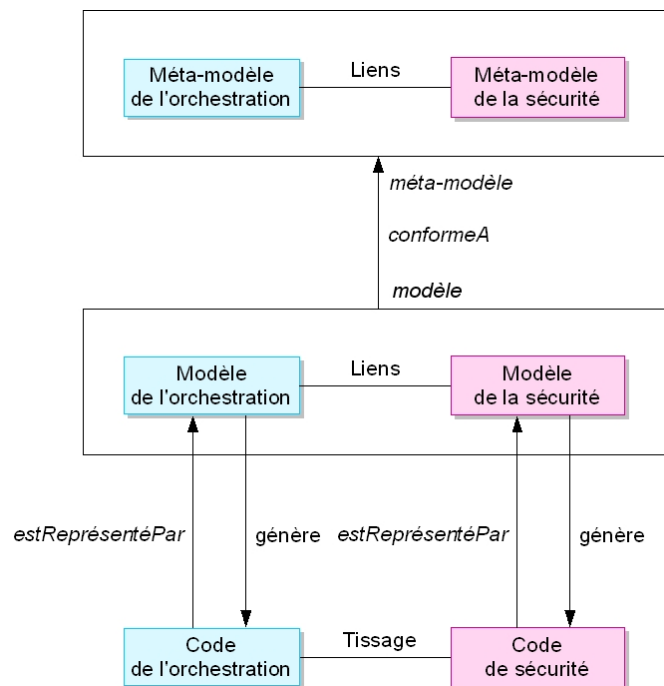 Méta-modèle
de l'orchestration
Liens
Méta-modèle
de la sécurité
méta-modèle
conformeA
modèle
Modèle
de l'orchestration
Liens
Modèle
de la sécurité
estReprésentéPar
génère
estReprésentéPar
génère
Code
de l'orchestration
Tissage
Code
de sécurité